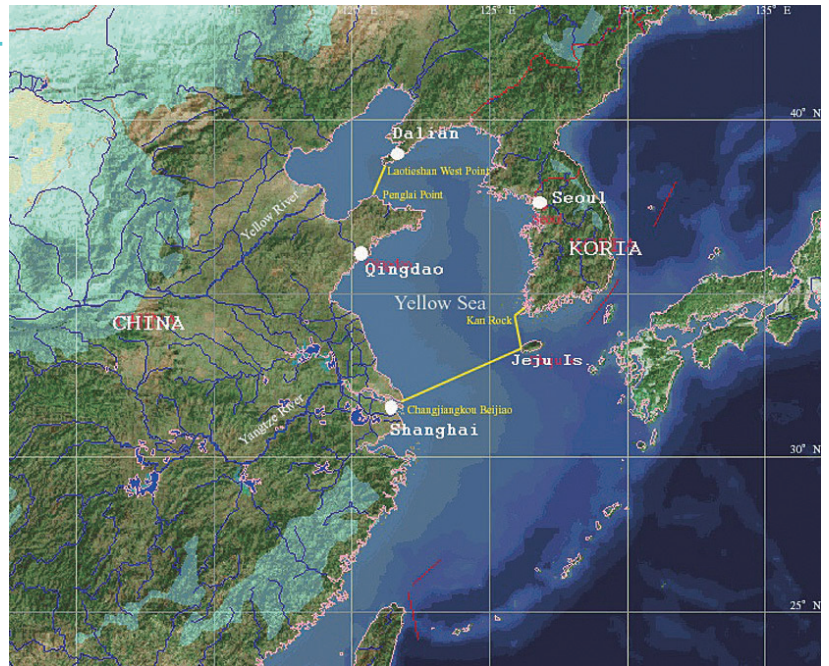 125° E
130° E
135° E
40° N
Dalian
Laotieshan West Point
Penglai Point
Yellow River
Seoul
Seoul
KORIA
Qingdao
Yellow Sea
Kan Rock
CHINA
Jeju Is.
Changjiangkou Beijiao
Yangtze River
Shanghai
30° N
25° N